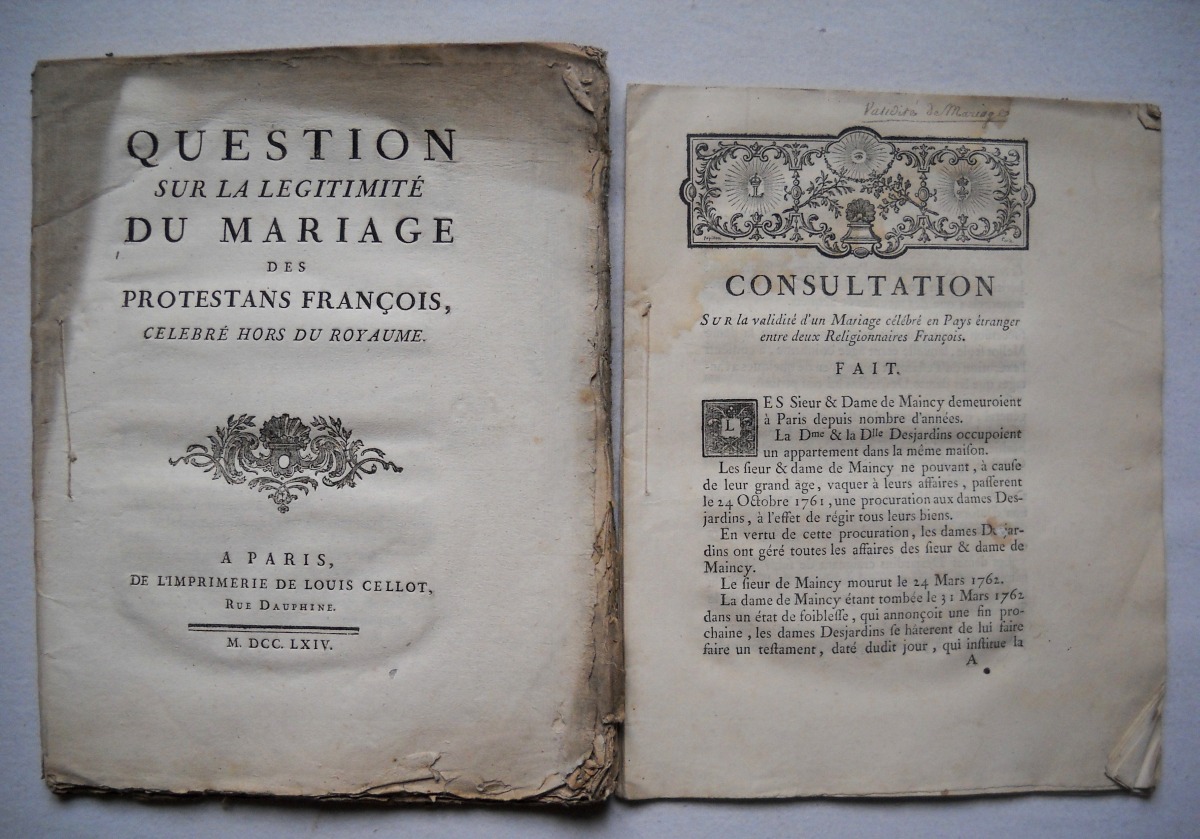 QUESTION
SUR LA LEGITIMITÉ
DU MARIAGE
DES
PROTESTANS FRANÇOIS,
CELEBRÉ HORS DU ROYAUME.
A PARIS,
DE L'IMPRIMERIE DE LOUIS CELLOT,
RUE DAUPHINE.
M. DCC. LXIV.
Validité de Mariage
CONSULTATION
SUR la validité d'un Mariage célébré en Pays étranger
entre deux Religionnaires François.
FAIT.
LES Sieur & Dame de Maincy demeuroient
à Paris depuis nombre d'années.
La Dme & la Dlle Desjardins occupoient
un appartement dans la même maison.
Les sieur & dame de Maincy ne pouvant, à cause
de leur grand âge, vaquer à leurs affaires, passerent
le 24 Octobre 1761, une procuration aux dames Des-
jardins, à l'effet de régir tous leurs biens.
En vertu de cette procuration, les dames Desjar-
dins ont géré toutes les affaires des sieur & dame de
Maincy.
Le sieur de Maincy mourut le 24 Mars 1762.
La dame de Maincy étant tombée le 31 Mars 1762
dans un état de foiblesse, qui annonçoit une fin pro-
chaine, les dames Desjardins se hâterent de lui faire
faire un testament, daté dudit jour, qui institue la
A